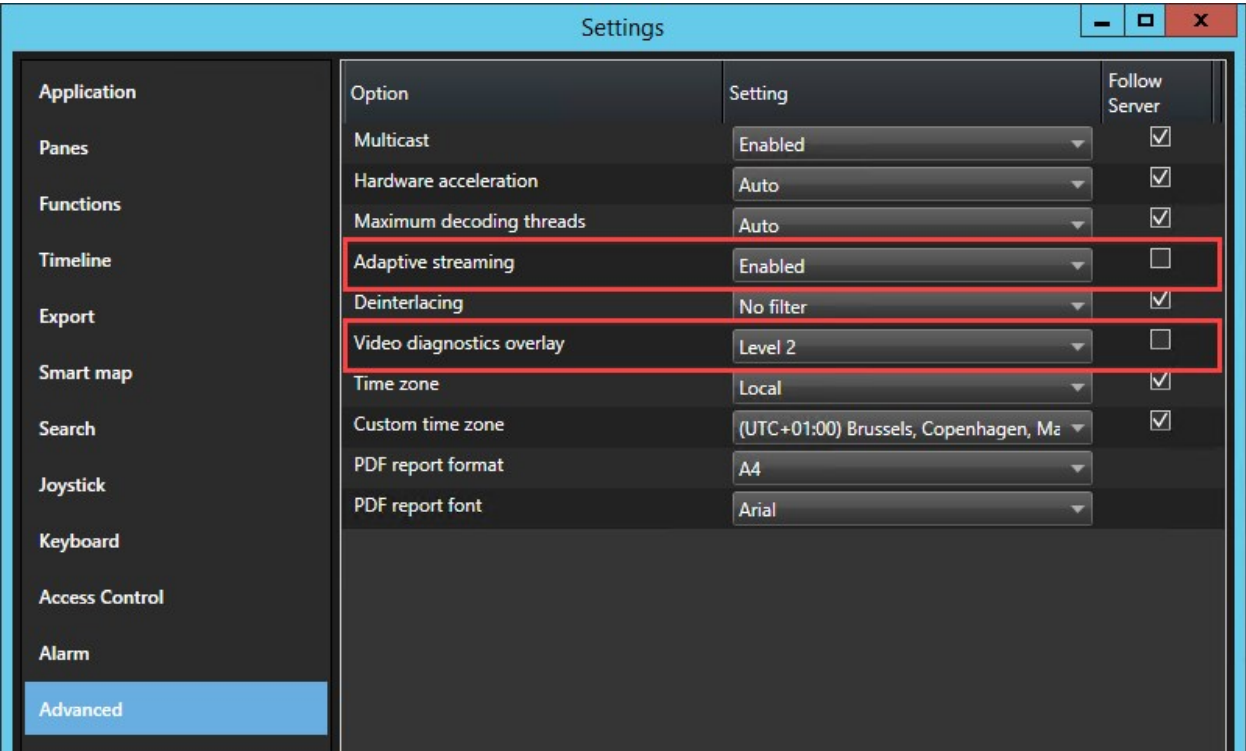 Settings
Application
Panes
Functions
Timeline
Export
Smart map
Search
Joystick
Keyboard
Access Control
Alarm
Advanced
Option Setting Follow
Server
Multicast Enabled
Hardware acceleration Auto
Maximum decoding threads Auto
Adaptive streaming Enabled
Deinterlacing No filter
Video diagnostics overlay Level 2
Time zone Local
Custom time zone (UTC+01:00) Brussels, Copenhagen, Ma
PDF report format A4
PDF report font Arial